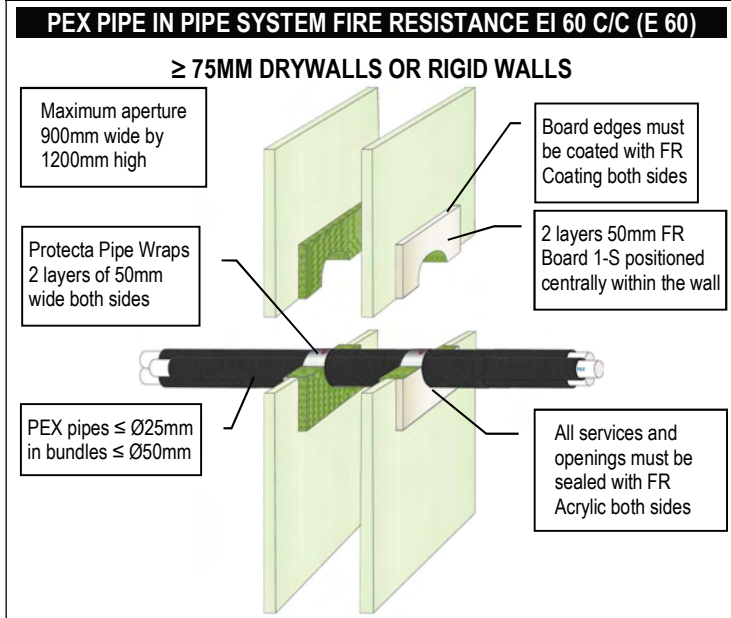 PEX PIPE IN PIPE SYSTEM FIRE RESISTANCE EI 60 C/C (E 60)
≥ 75MM DRYWALLS OR RIGID WALLS
Maximum aperture
900mm wide by
1200mm high
Board edges must
be coated with FR
Coating both sides
Protecta Pipe Wraps
2 layers of 50mm
wide both sides
2 layers 50mm FR
Board 1-S positioned
centrally within the wall
PEX
PEX pipes ≤ Ø25mm
in bundles ≤ Ø50mm
All services and
openings must be
sealed with FR
Acrylic both sides